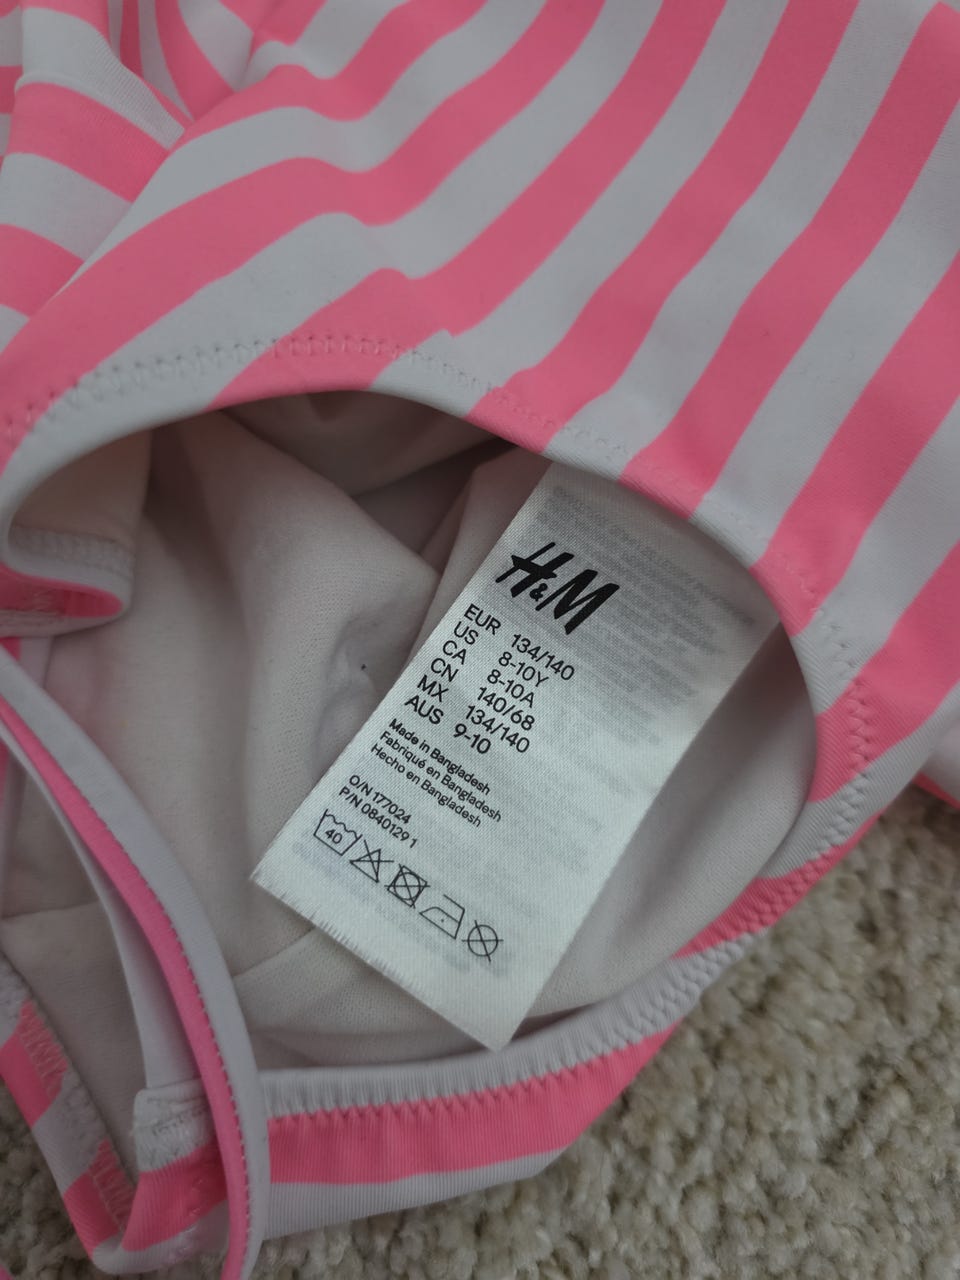 H&M
EUR 134/140
US 8-10Y
CA 8-10A
CN 140/68
MX 134/140
AUS 9-10
Made in Bangladesh
Fabriqué en Bangladesh
Hecho en Bangladesh
O/N 177024
P/N 0840129 1
40